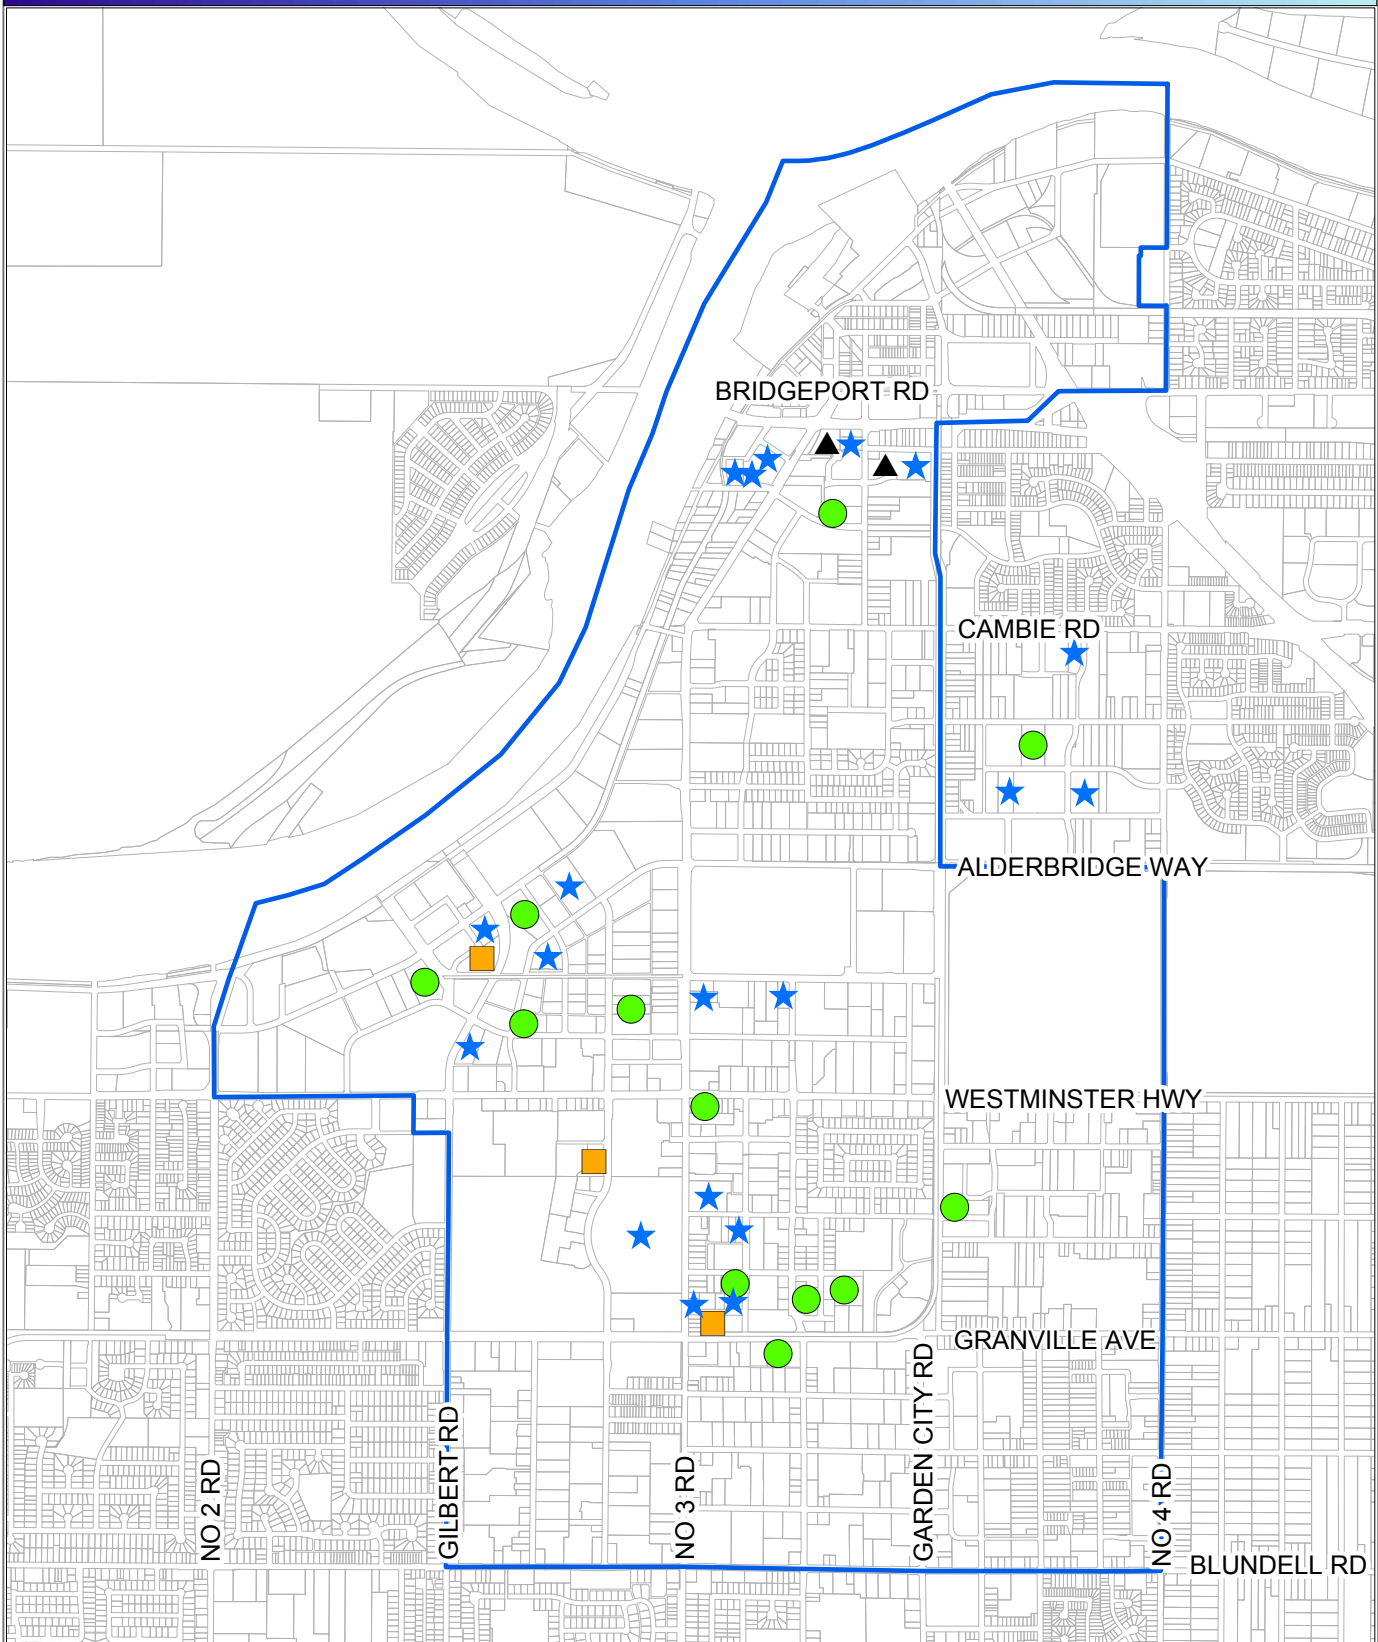 BRIDGEPORT RD
CAMBIE RD
ALDERBRIDGE WAY
WESTMINSTER HWY
GRANVILLE AVE
NO 2 RD
GILBERT RD
NO 3 RD
GARDEN CITY RD
NO 4 RD
BLUNDELL RD